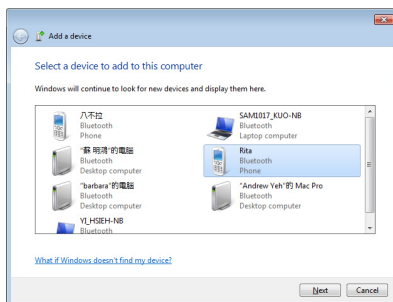 Add a device
Select a device to add to this computer
Windows will continue to look for new devices and display them here.
八不拉
Bluetooth
Phone
SAM1017_KUO-NB
Bluetooth
Laptop computer
"蘇 明鴻"的電腦
Bluetooth
Desktop computer
Rita
Bluetooth
Phone
"barbara"的電腦
Bluetooth
Desktop computer
"Andrew Yeh"的 Mac Pro
Bluetooth
Desktop computer
YI_HSIEH-NB
Bluetooth
What if Windows doesn't find my device?
Next
Cancel